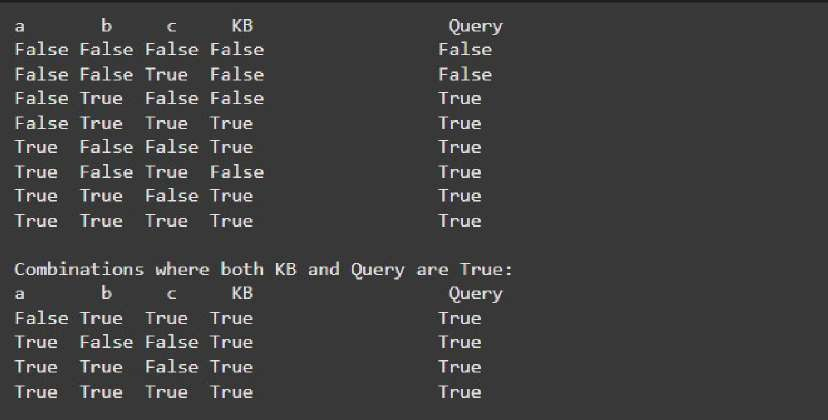 a b c KB Query
False False False False False
False False True False False
False True False False True
False True True True True
True False False True True
True False True False True
True True False True True
True True True True True
Combinations where both KB and Query are True:
a b c KB Query
False True True True True
True False False True True
True True False True True
True True True True True